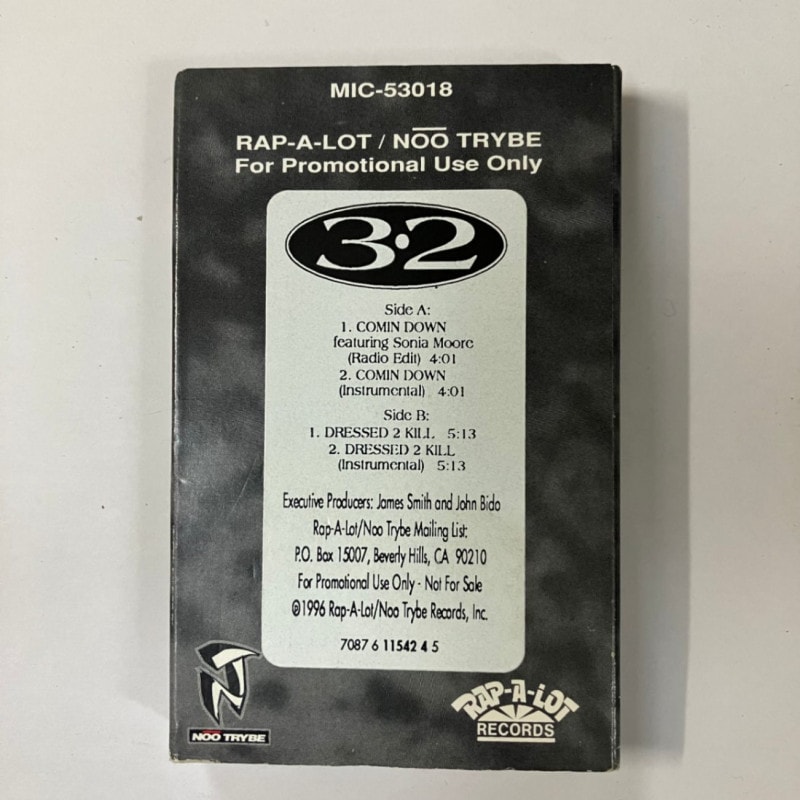 MIC-53018
RAP-A-LOT / NOO TRYBE
For Promotional Use Only
3·2
Side A:
1. COMIN DOWN
featuring Sonia Moore
(Radio Edit) 4:01
2. COMIN DOWN
(Instrumental) 4:01
Side B:
1. DRESSED 2 KILL 5:13
2. DRESSED 2 KILL
(Instrumental) 5:13
Executive Producers: James Smith and John Bido
Rap-A-Lot/Noo Trybe Mailing List:
P.O. Box 15007, Beverly Hills, CA 90210
For Promotional Use Only - Not For Sale
℗1996 Rap-A-Lot/Noo Trybe Records, Inc.
7087 6 11542 4 5
NT
NOO TRYBE
RAP-A-LOT
RECORDS